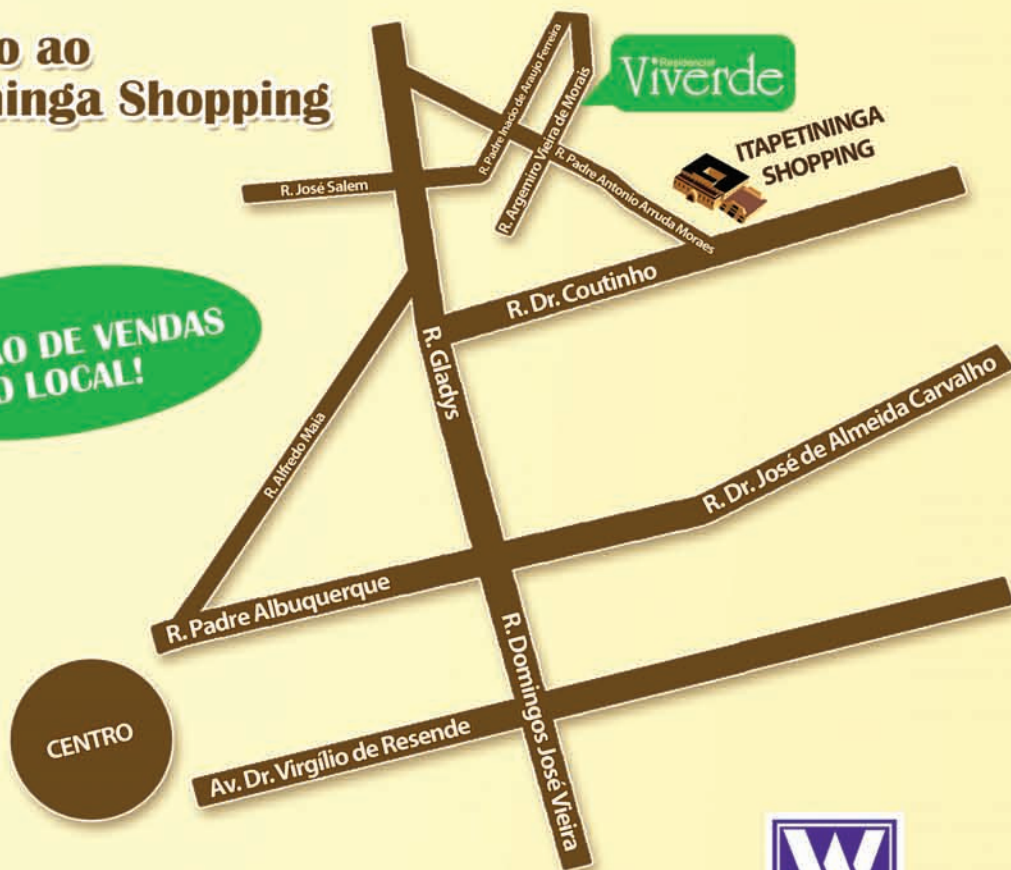 o ao
ninga Shopping
Residencial
Viverde
ITAPETININGA
SHOPPING
R. Padre Inacio de Araujo Ferreira
R. Argemiro Vieira de Morais
R. Padre Antonio Arruda Moraes
R. José Salem
R. Dr. Coutinho
ÃO DE VENDAS
O LOCAL!
R. Gladys
R. Alfredo Maia
R. Dr. José de Almeida Carvalho
R. Padre Albuquerque
R. Domingos José Vieira
CENTRO
Av. Dr. Virgílio de Resende
W